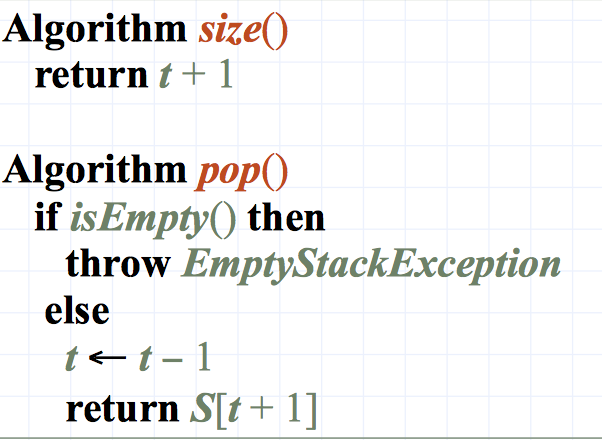 Algorithm size()
return t + 1
Algorithm pop()
if isEmpty() then
throw EmptyStackException
else
t ← t − 1
return S[t + 1]